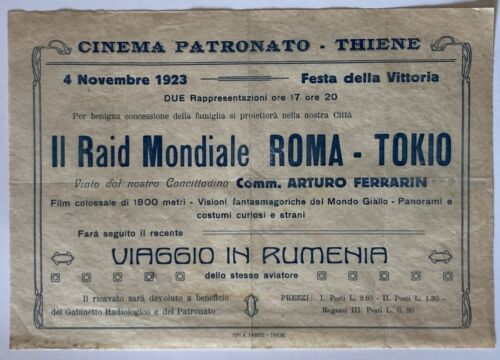 CINEMA PATRONATO - THIENE
4 Novembre 1923 Festa della Vittoria
DUE Rappresentazioni ore 17 ore 20
Per benigna concessione della famiglia si proietterà nella nostra Città
Il Raid Mondiale ROMA - TOKIO
Vinto dal nostro Concittadino Comm. ARTURO FERRARIN
Film colossale di 1800 metri - Visioni fantasmagoriche del Mondo Giallo - Panorami e
costumi curiosi e strani
Farà seguito il recente
VIAGGIO IN RUMENIA
dello stesso aviatore
Il ricavato sarà devoluto a beneficio
del Gabinetto Radiologico e del Patronato
PREZZI: I. Posti L. 2.60 - II. Posti L. 1.30 -
Ragazzi III. Posti L. 0, 80
THIENE